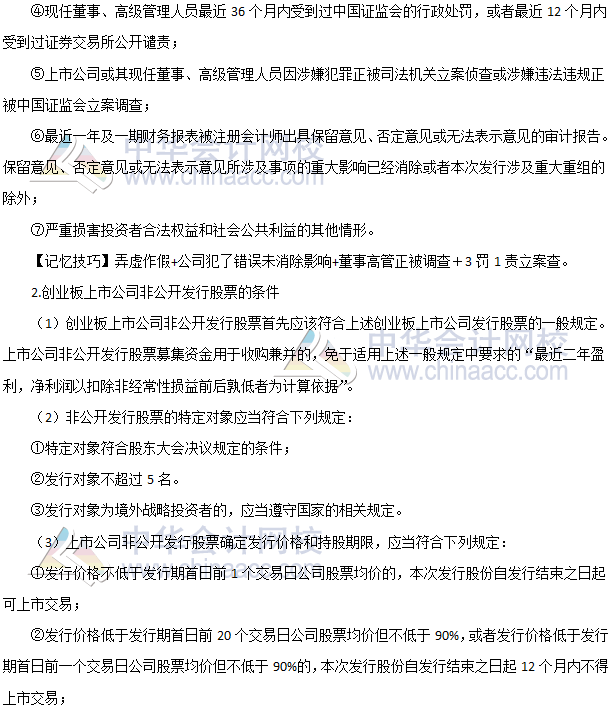 ④现任董事、高级管理人员最近 36 个月内受到过中国证监会的行政处罚，或者最近 12 个月内
受到过证券交易所公开谴责；
⑤上市公司或其现任董事、高级管理人员因涉嫌犯罪正被司法机关立案侦查或涉嫌违法违规正
被中国证监会立案调查；
⑥最近一年及一期财务报表被注册会计师出具保留意见、否定意见或无法表示意见的审计报告。
保留意见、否定意见或无法表示意见所涉及事项的重大影响已经消除或者本次发行涉及重大重组的
除外；
⑦严重损害投资者合法权益和社会公共利益的其他情形。
【记忆技巧】弄虚作假+公司犯了错误未消除影响+董事高管正被调查＋3 罚 1 责立案查。
2.创业板上市公司非公开发行股票的条件
（1）创业板上市公司非公开发行股票首先应该符合上述创业板上市公司发行股票的一般规定。
上市公司非公开发行股票募集资金用于收购兼并的，免于适用上述一般规定中要求的“最近二年盈
利，净利润以扣除非经常性损益前后孰低者为计算依据”。
（2）非公开发行股票的特定对象应当符合下列规定：
①特定对象符合股东大会决议规定的条件；
②发行对象不超过 5 名。
③发行对象为境外战略投资者的，应当遵守国家的相关规定。
（3）上市公司非公开发行股票确定发行价格和持股期限，应当符合下列规定：
①发行价格不低于发行期首日前 1 个交易日公司股票均价的，本次发行股份自发行结束之日起
可上市交易；
②发行价格低于发行期首日前 20 个交易日公司股票均价但不低于 90%，或者发行价格低于发行
期首日前一个交易日公司股票均价但不低于 90%的，本次发行股份自发行结束之日起 12 个月内不得
上市交易；
中华会计网校
www.chinaacc.com
中华会计网校
www.chinaacc.com
中华会计网校
www.chinaacc.com